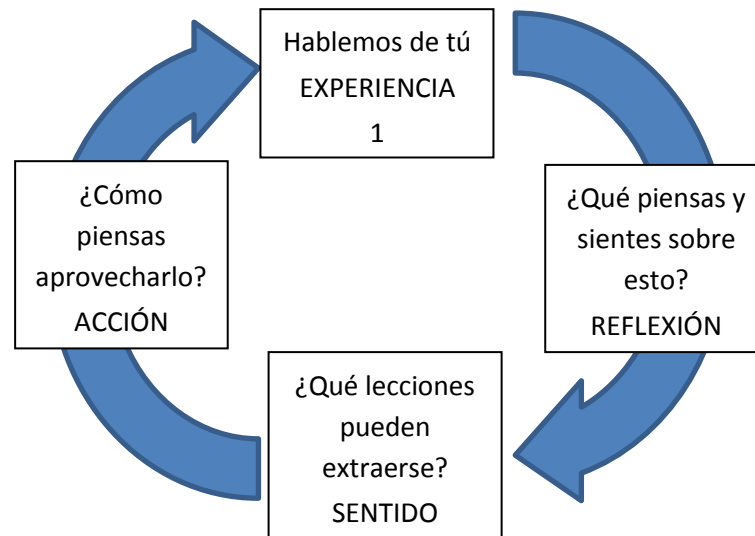 Hablemos de tú
EXPERIENCIA
1
¿Qué piensas y
sientes sobre
esto?
REFLEXIÓN
¿Qué lecciones
pueden
extraerse?
SENTIDO
¿Cómo
piensas
aprovecharlo?
ACCIÓN